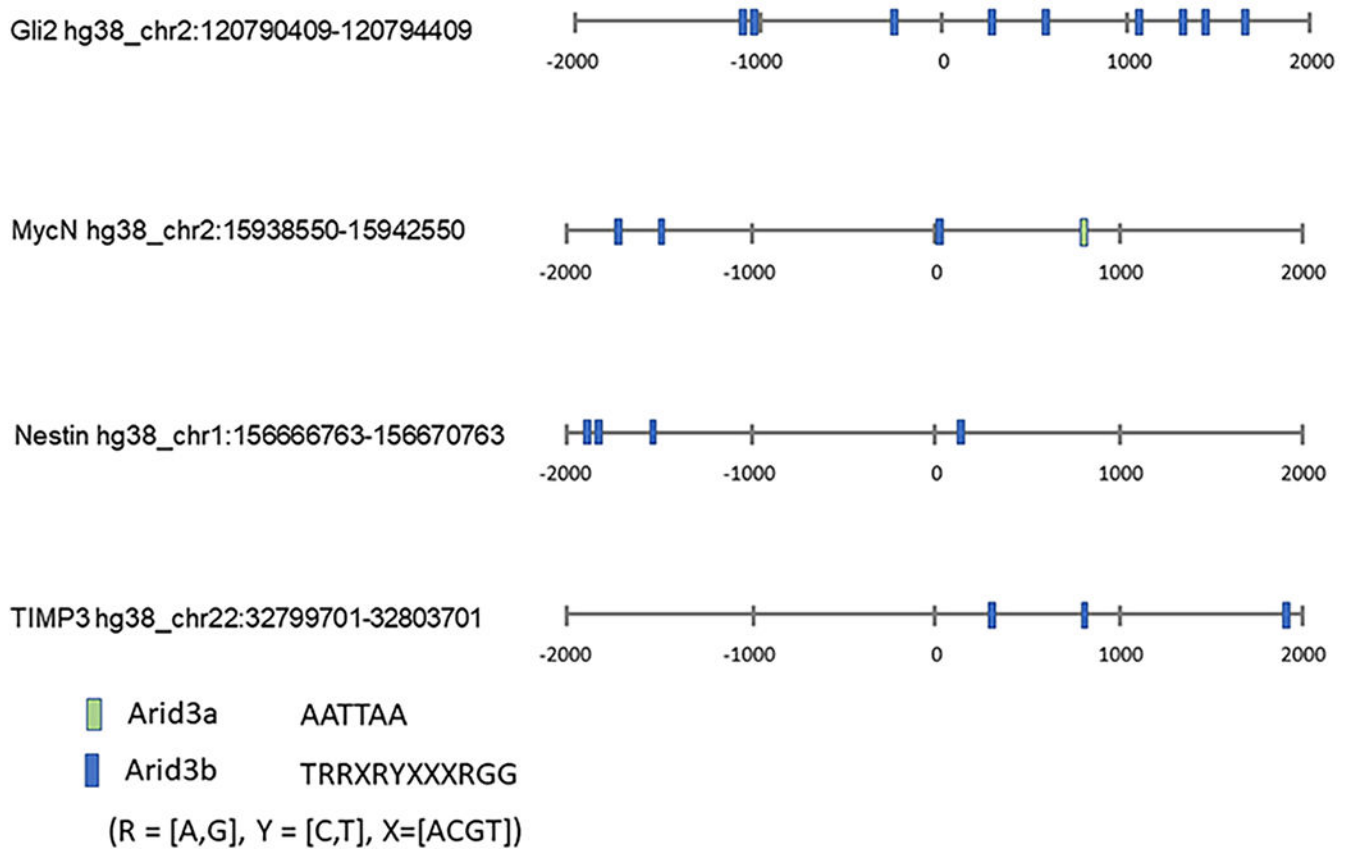 Gli2 hg38_chr2:120790409-120794409
-2000 -1000 0 1000 2000
MycN hg38_chr2:15938550-15942550
-2000 -1000 0 1000 2000
Nestin hg38_chr1:156666763-156670763
-2000 -1000 0 1000 2000
TIMP3 hg38_chr22:32799701-32803701
-2000 -1000 0 1000 2000
Arid3a AATTAA
Arid3b TRRXRYXXXRGG
(R = [A,G], Y = [C,T], X=[ACGT])